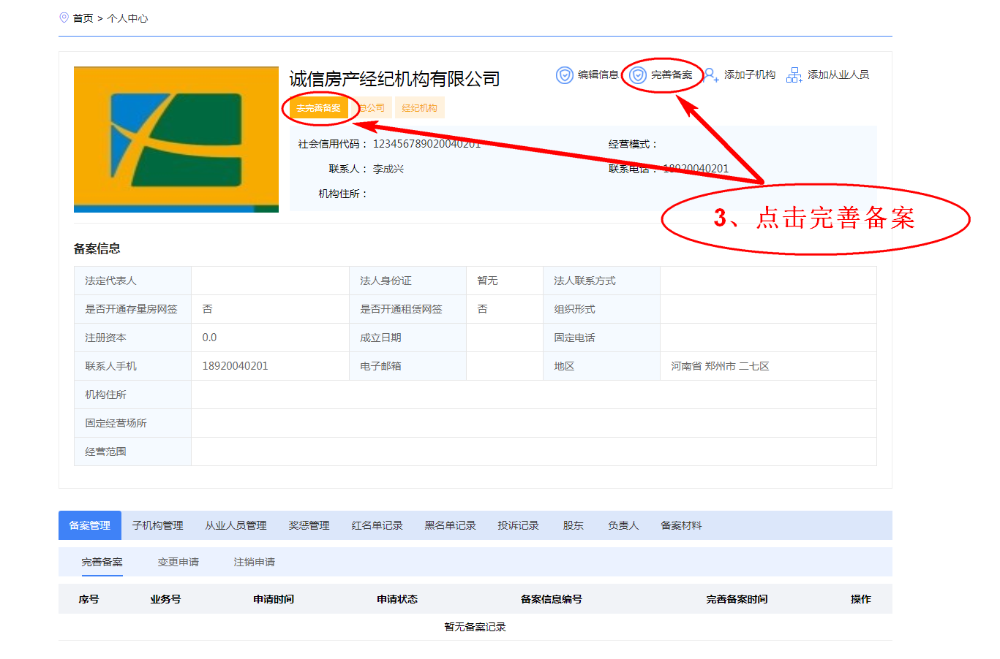 首页 > 个人中心
诚信房产经纪机构有限公司
编辑信息 完善备案 添加子机构 添加从业人员
去完善备案 总公司 经纪机构
社会信用代码： 123456789020040201 经营模式：
联系人： 李成兴 联系电话： 18920040201
机构住所：
3、点击完善备案
备案信息
法定代表人 法人身份证 暂无 法人联系方式
是否开通存量房网签 否 是否开通租赁网签 否 组织形式
注册资本 0.0 成立日期 固定电话
联系人手机 18920040201 电子邮箱 地区 河南省 郑州市 二七区
机构住所
固定经营场所
经营范围
备案管理 子机构管理 从业人员管理 奖惩管理 红名单记录 黑名单记录 投诉记录 股东 负责人 备案材料
完善备案 变更申请 注销申请
序号 业务号 申请时间 申请状态 备案信息编号 完善备案时间 操作
暂无备案记录